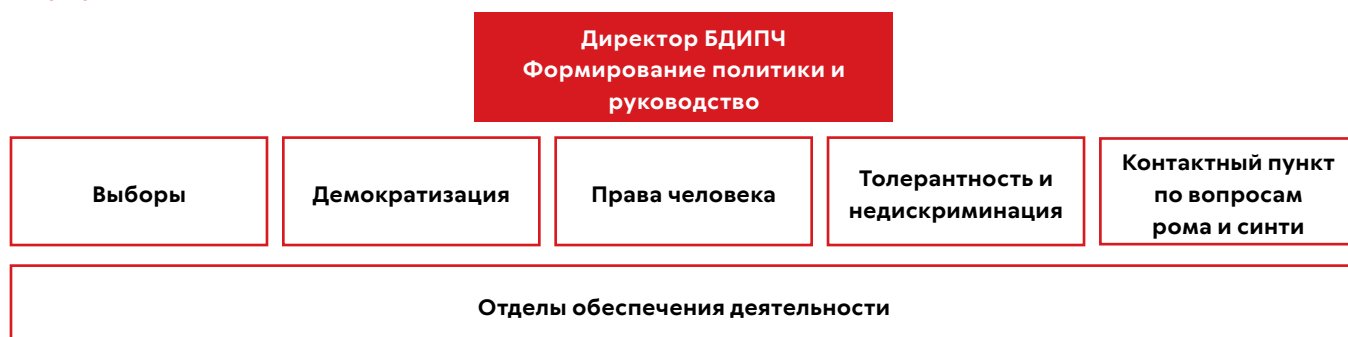 Директор БДИПЧ
Формирование политики и
руководство
Выборы
Демократизация
Права человека
Толерантность и
недискриминация
Контактный пункт
по вопросам
рома и синти
Отделы обеспечения деятельности